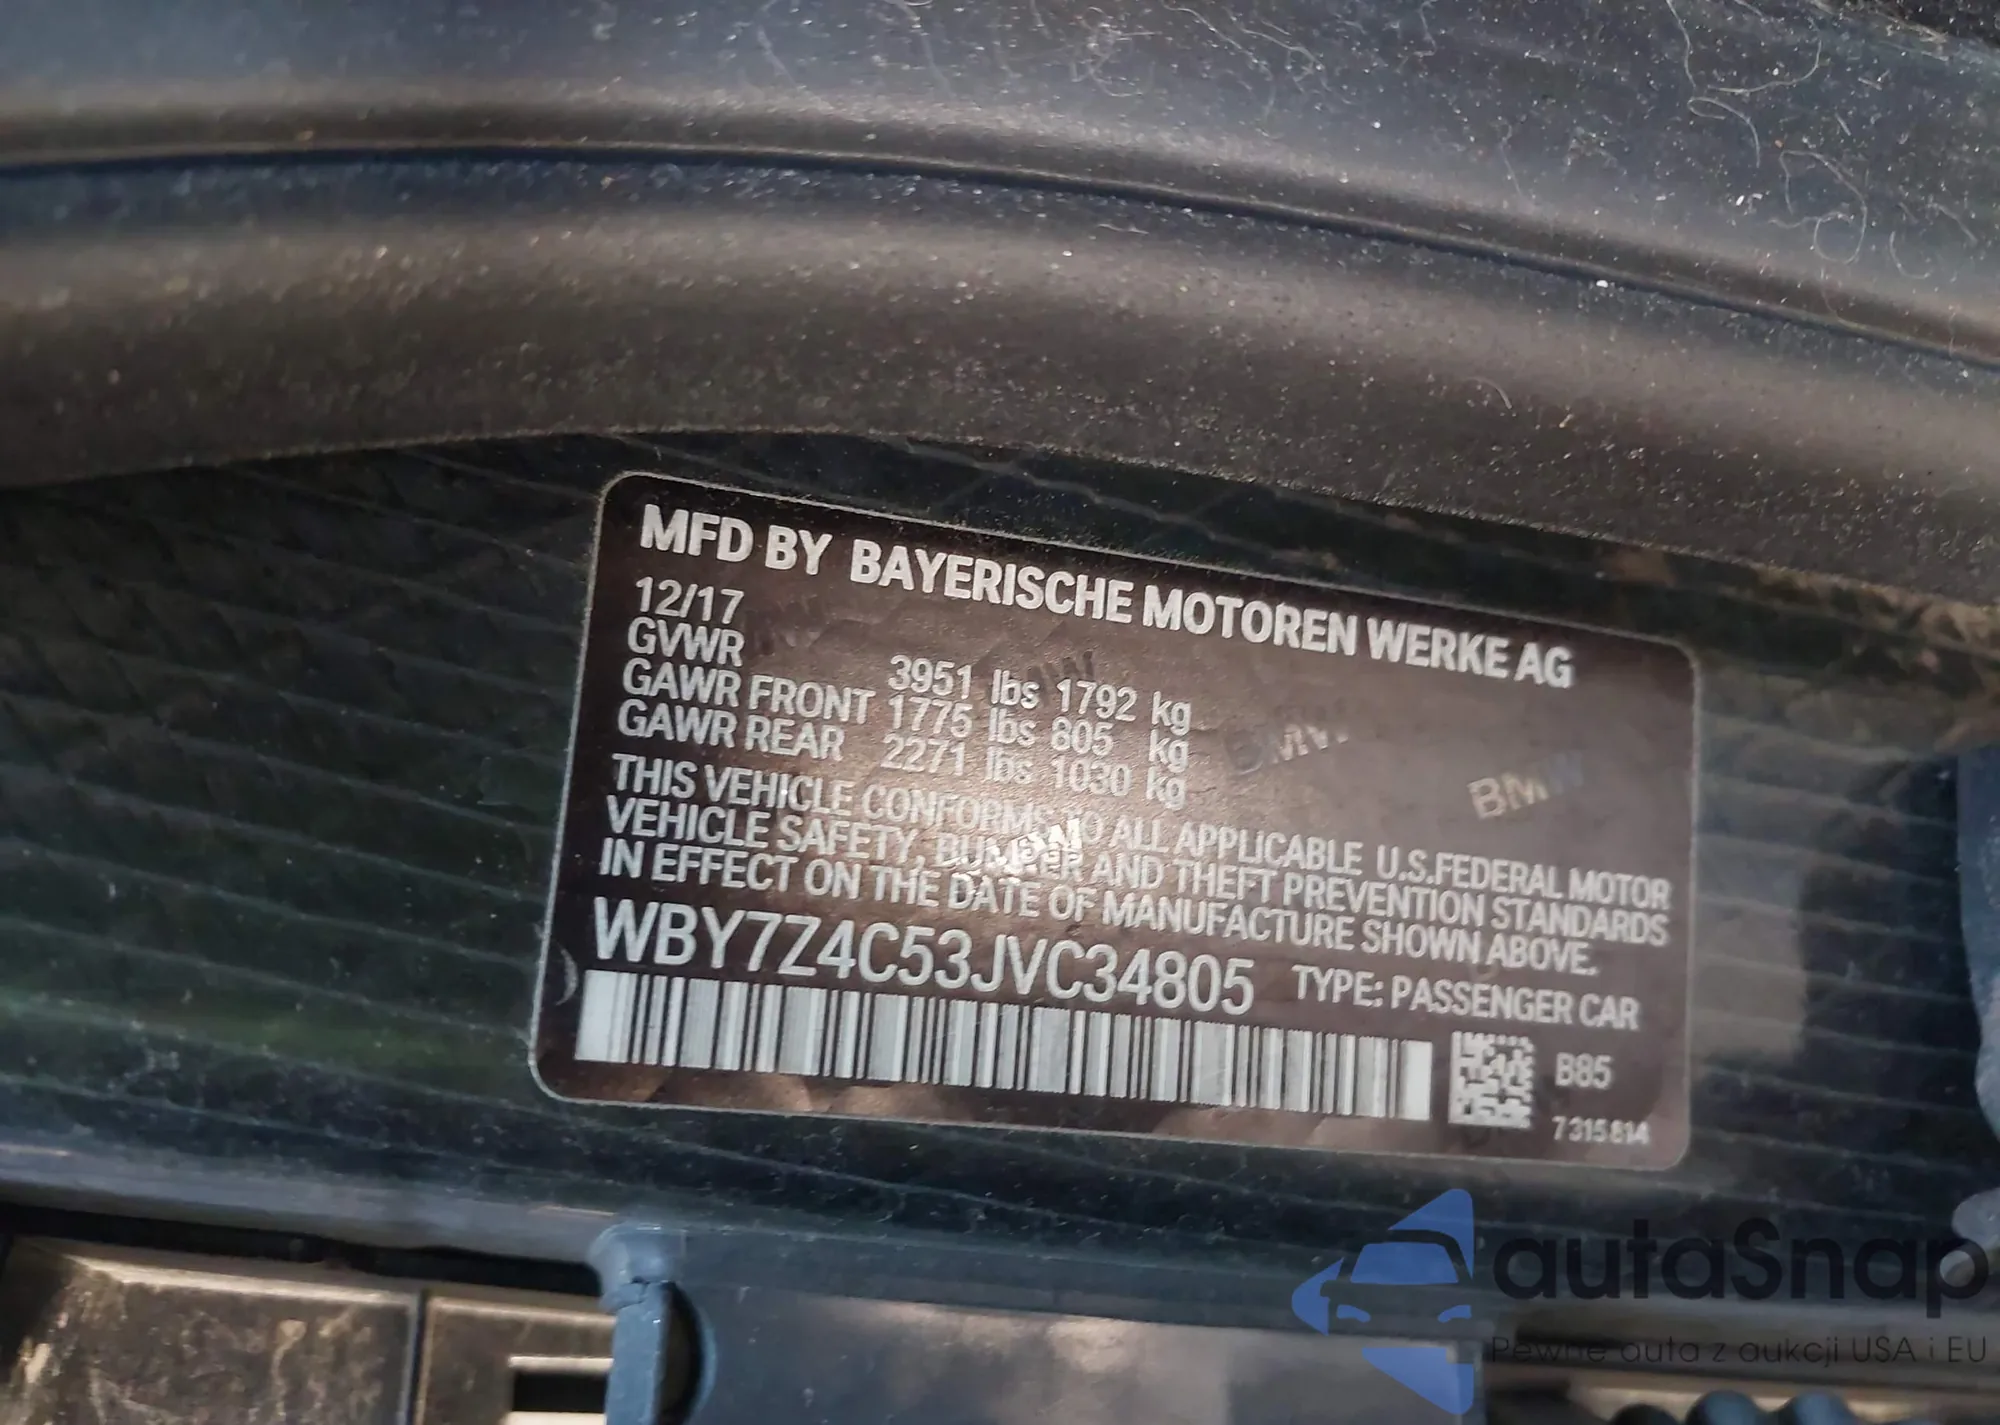 MFD BY BAYERISCHE MOTOREN WERKE AG
12/17
GVWR 3951 lbs 1792 kg
GAWR FRONT 1775 lbs 805 kg
GAWR REAR 2271 lbs 1030 kg
THIS VEHICLE CONFORMS TO ALL APPLICABLE U.S.FEDERAL MOTOR
VEHICLE SAFETY, BUMPER AND THEFT PREVENTION STANDARDS
IN EFFECT ON THE DATE OF MANUFACTURE SHOWN ABOVE.
WBY7Z4C53JVC34805 TYPE: PASSENGER CAR
B85
7315814
BMW
BMW
BMW
autaSnap
Pewne auta z aukcji USA i EU